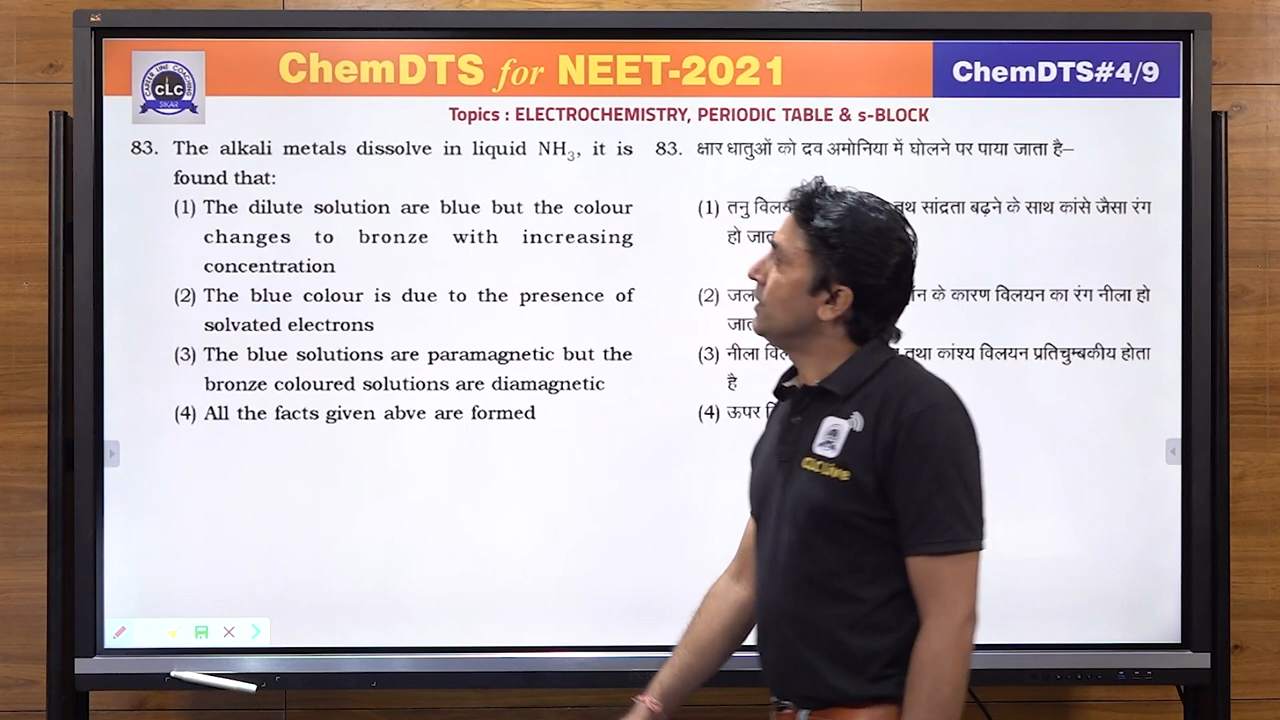 ChemDTS for NEET-2021
ChemDTS#4/9
CAREER LINE COACHING
CLC
SIKAR
Topics : ELECTROCHEMISTRY, PERIODIC TABLE & s-BLOCK
83. The alkali metals dissolve in liquid NH₃, it is
found that:
(1) The dilute solution are blue but the colour
changes to bronze with increasing
concentration
(2) The blue colour is due to the presence of
solvated electrons
(3) The blue solutions are paramagnetic but the
bronze coloured solutions are diamagnetic
(4) All the facts given abve are formed
83. क्षार धातुओं को द्रव अमोनिया में घोलने पर पाया जाता है–
(1) तनु सांद्रता बढ़ने के साथ कांसे जैसा रंग
हो
(2) के कारण विलयन का रंग नीला हो
(3) नीला तथा कांश्य विलयन प्रतिचुम्बकीय होता
है
(4) ऊपर
CLC Live